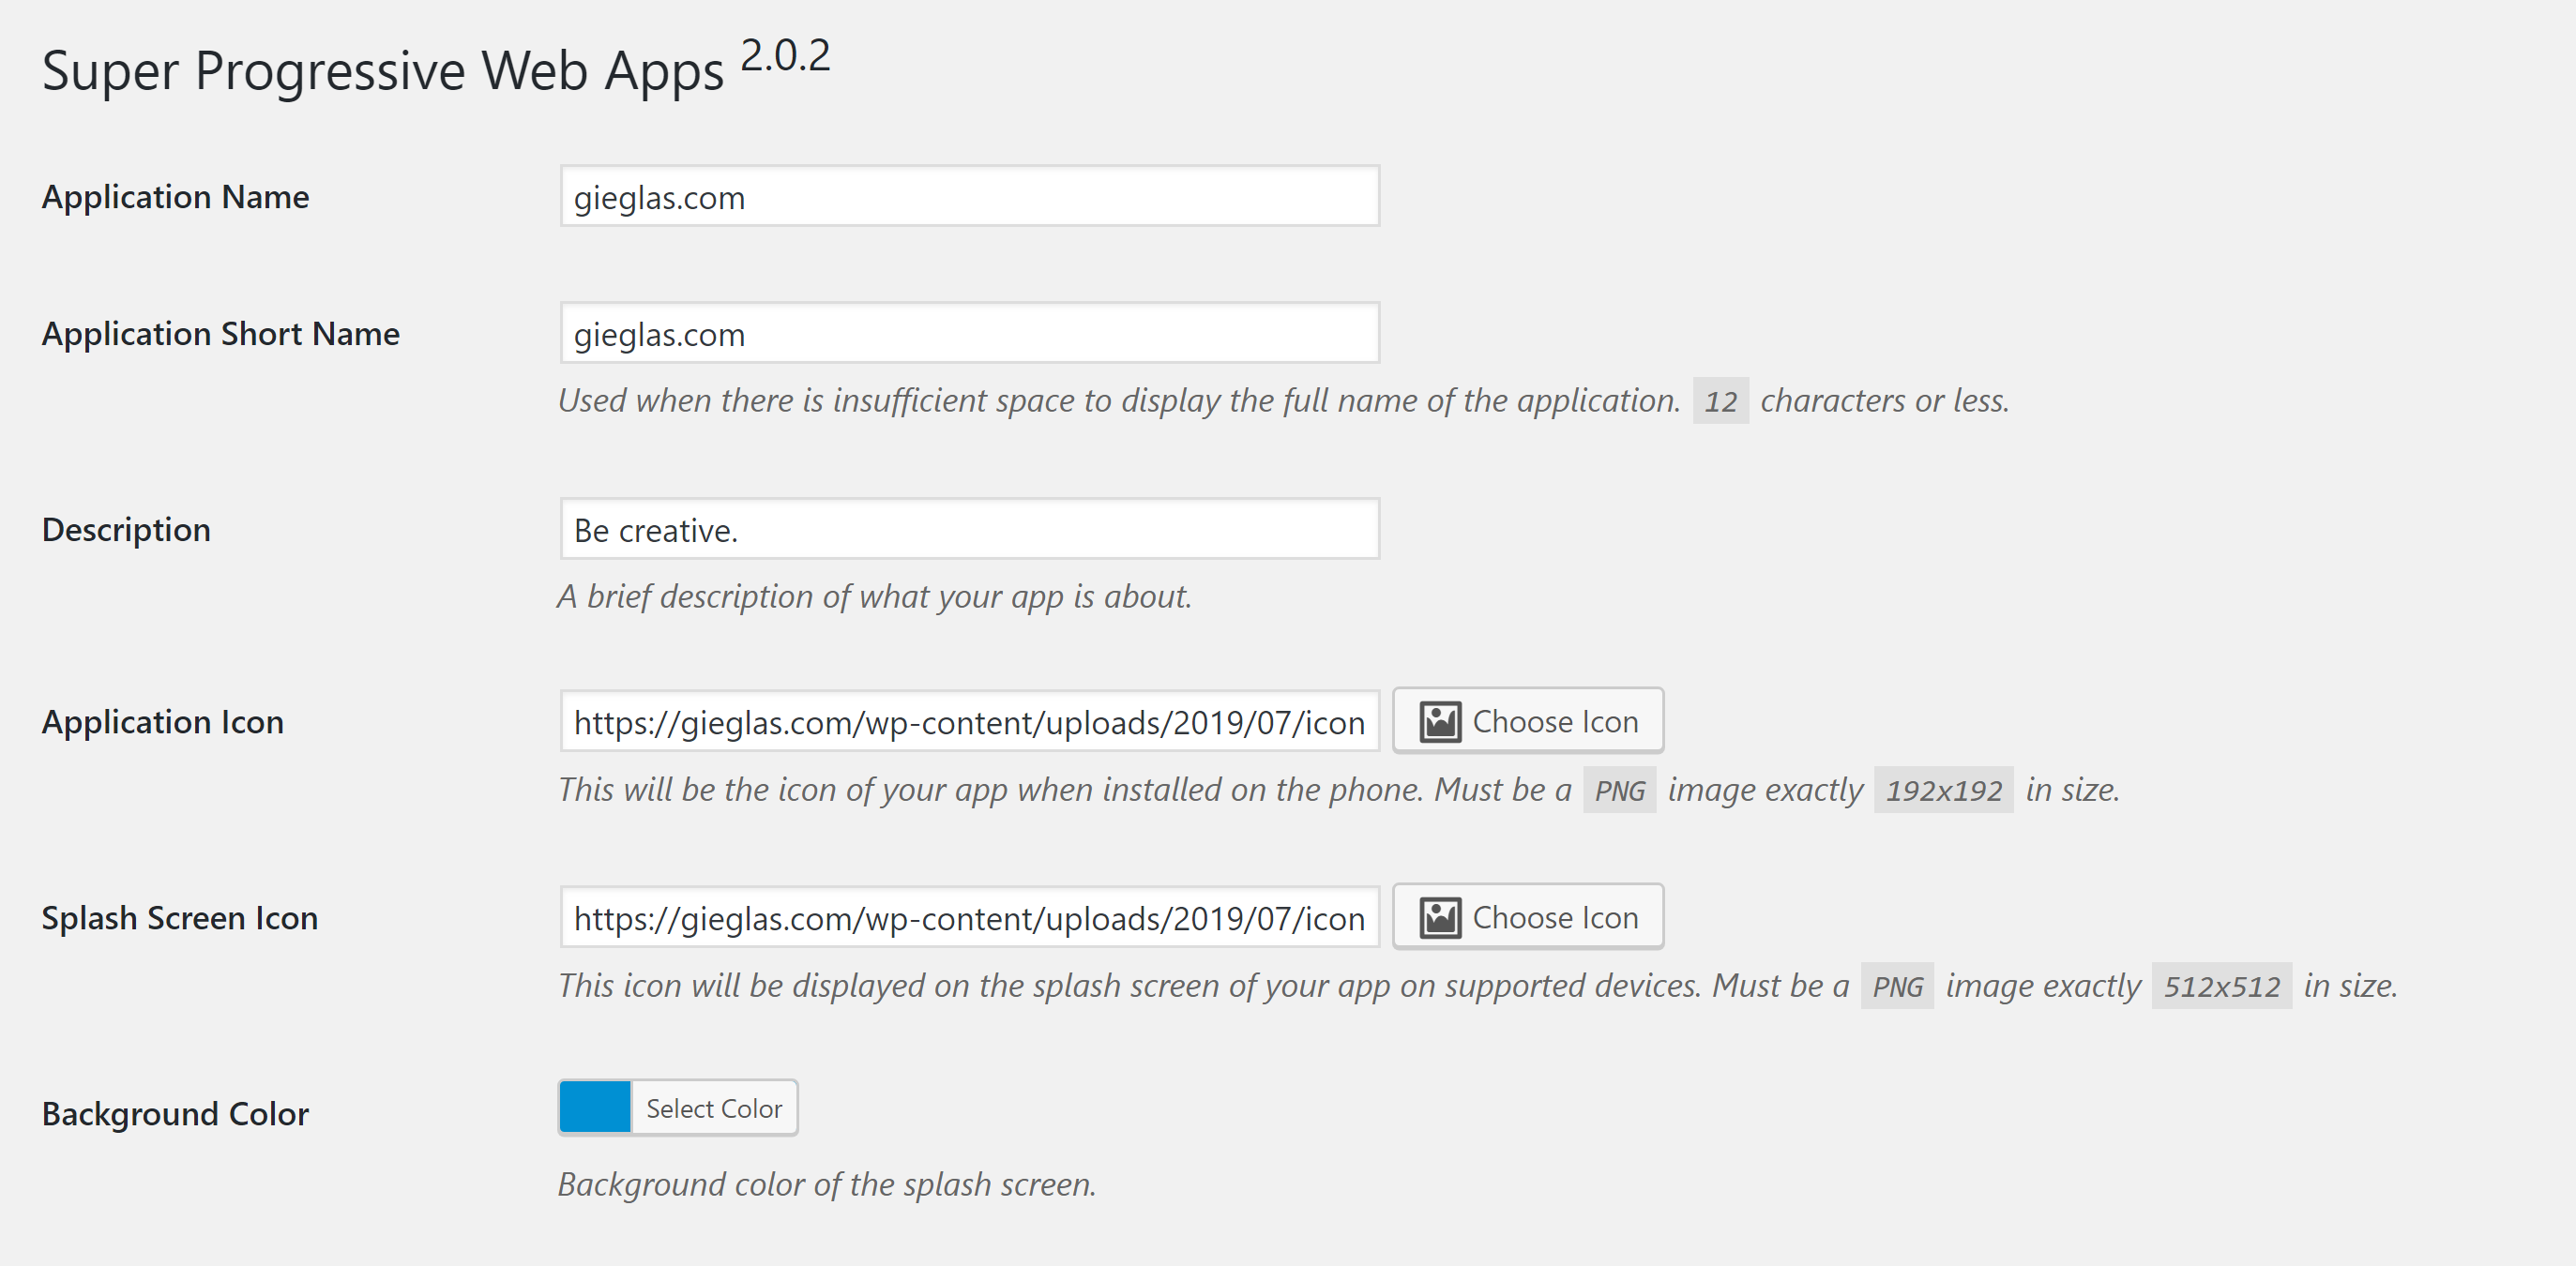 Super Progressive Web Apps 2.0.2
Application Name
gieglas.com
Application Short Name
gieglas.com
Used when there is insufficient space to display the full name of the application. 12 characters or less.
Description
Be creative.
A brief description of what your app is about.
Application Icon
https://gieglas.com/wp-content/uploads/2019/07/icon
Choose Icon
This will be the icon of your app when installed on the phone. Must be a PNG image exactly 192x192 in size.
Splash Screen Icon
https://gieglas.com/wp-content/uploads/2019/07/icon
Choose Icon
This icon will be displayed on the splash screen of your app on supported devices. Must be a PNG image exactly 512x512 in size.
Background Color
Select Color
Background color of the splash screen.